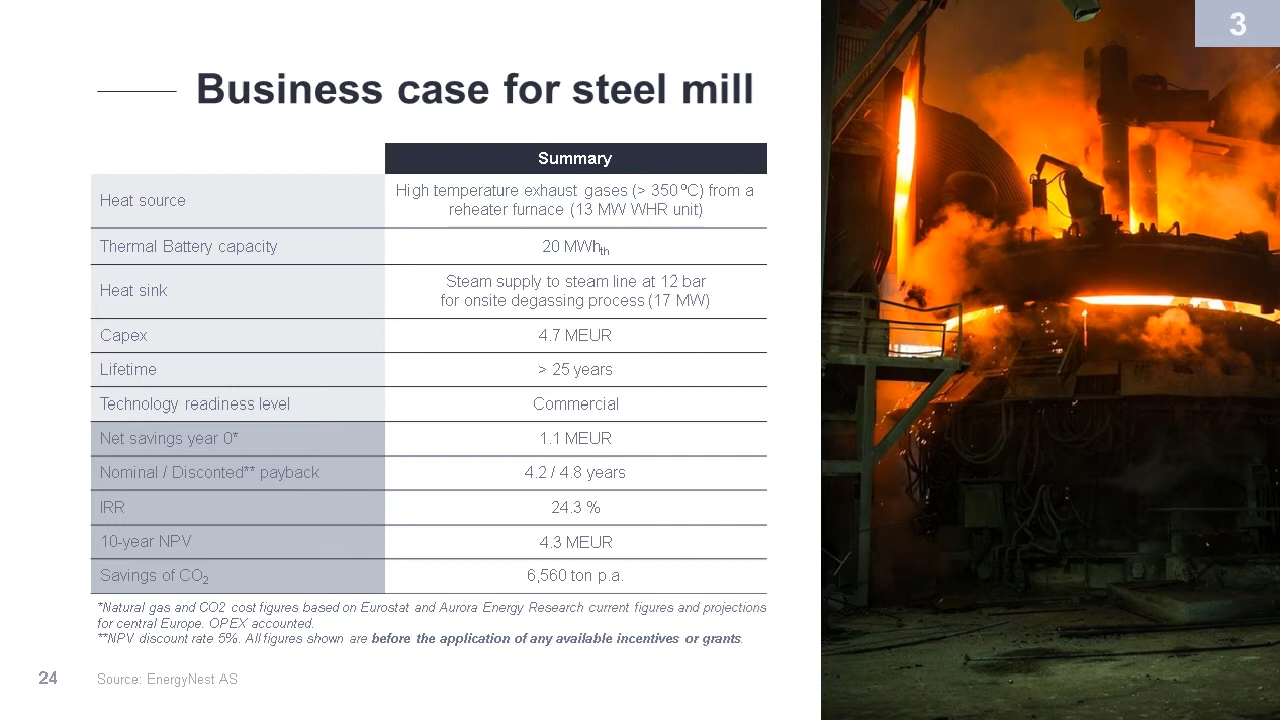 3
Business case for steel mill
Summary
Heat source
High temperature exhaust gases (> 350ºC) from a
reheater furnace (13 MW WHR unit)
Thermal Battery capacity
20 MWhth
Heat sink
Steam supply to steam line at 12 bar
for onsite degassing process (17 MW)
Capex
4.7 MEUR
Lifetime
> 25 years
Technology readiness level
Commercial
Net savings year 0*
1.1 MEUR
Nominal / Disconted** payback
4.2 / 4.8 years
IRR
24.3 %
10-year NPV
4.3 MEUR
Savings of CO2
6,560 ton p.a.
*Natural gas and CO2 cost figures based on Eurostat and Aurora Energy Research current figures and projections
for central Europe. OPEX accounted.
**NPV discount rate 5%. All figures shown are before the application of any available incentives or grants.
24
Source: EnergyNest AS